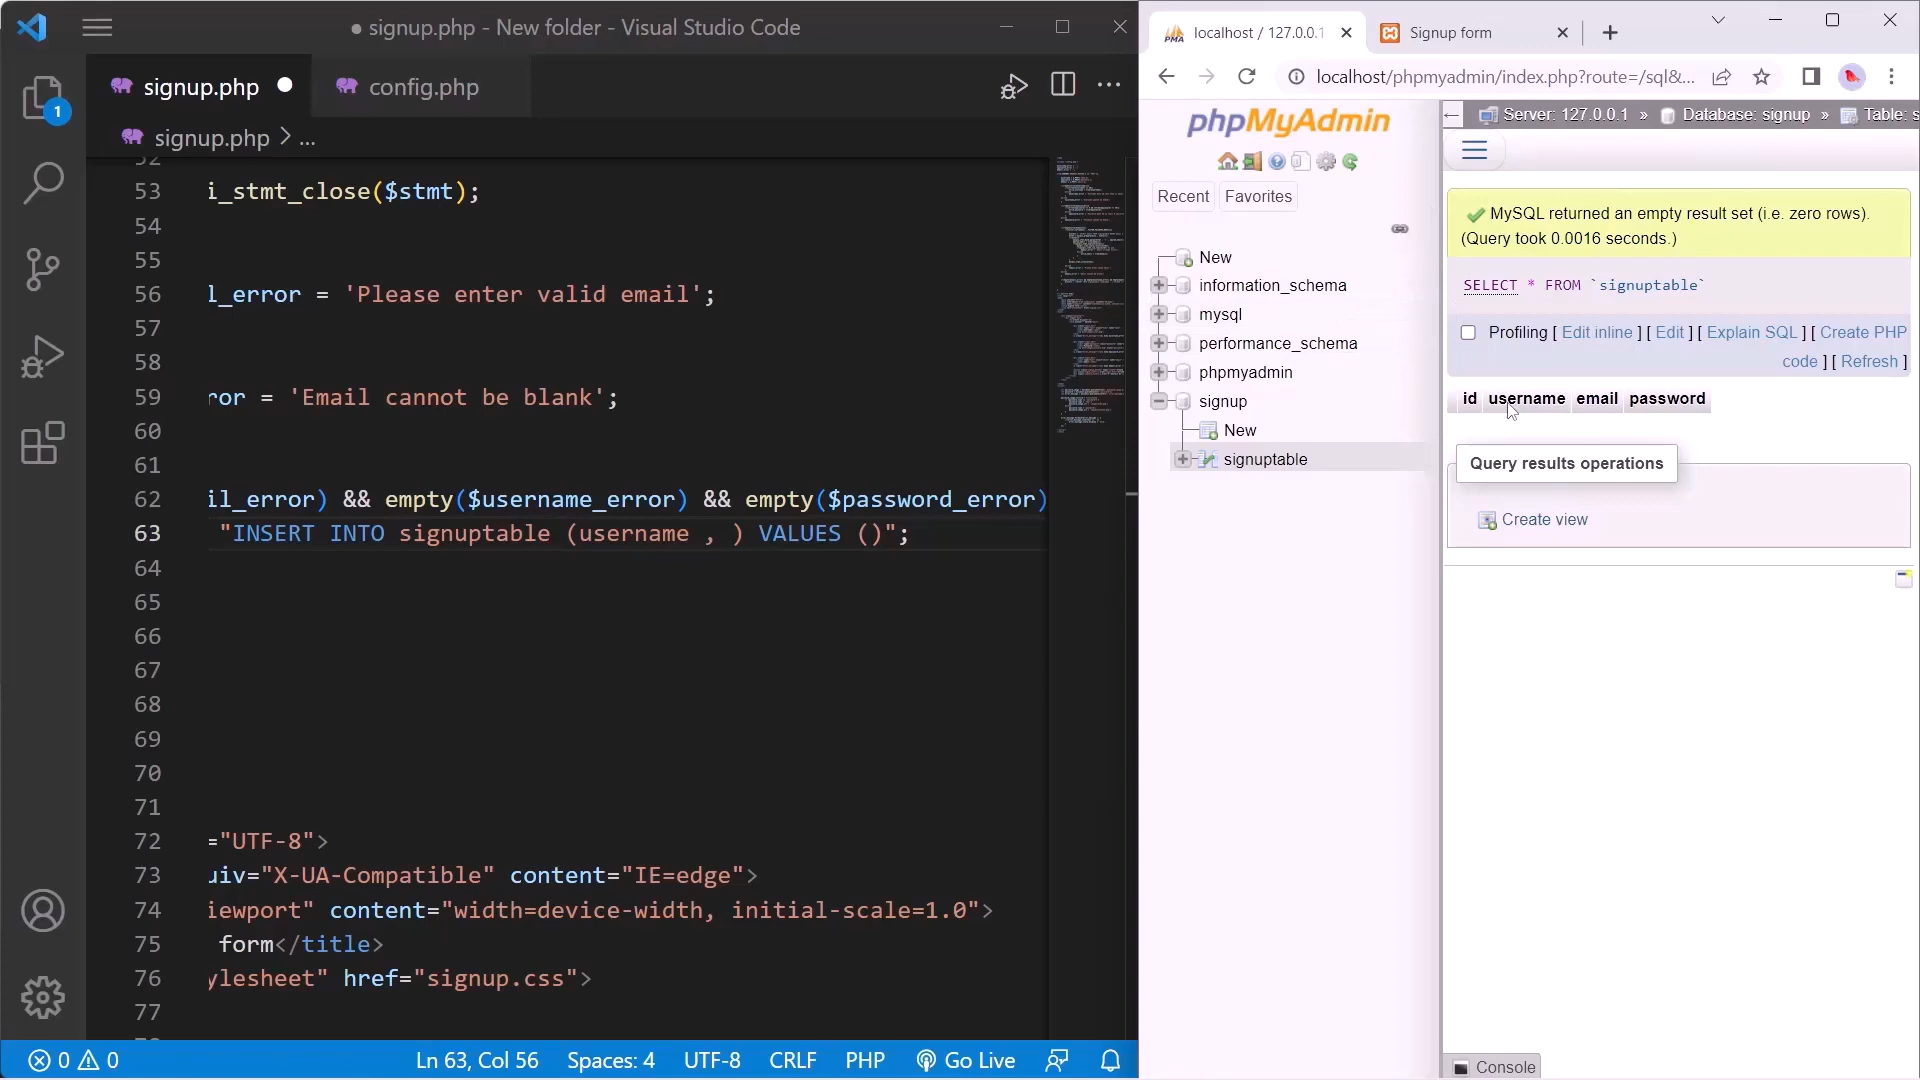 ● signup.php - New folder - Visual Studio Code
signup.php
config.php
signup.php > ...
1
52
53 i_stmt_close($stmt);
54
55
56 l_error = 'Please enter valid email';
57
58
59 ror = 'Email cannot be blank';
60
61
62 il_error) && empty($username_error) && empty($password_error)
63 "INSERT INTO signuptable (username , ) VALUES ()";
64
65
66
67
68
69
70
71
72 ="UTF-8">
73 uiv="X-UA-Compatible" content="IE=edge">
74 iewport" content="width=device-width, initial-scale=1.0">
75 form</title>
76 ylesheet" href="signup.css">
77
0 0
Ln 63, Col 56 Spaces: 4 UTF-8 CRLF PHP Go Live
PMA localhost / 127.0.0.1
Signup form
localhost/phpmyadmin/index.php?route=/sql&...
phpMyAdmin
Recent Favorites
New
information_schema
mysql
performance_schema
phpmyadmin
signup
New
signuptable
Server: 127.0.0.1 » Database: signup » Table: s
MySQL returned an empty result set (i.e. zero rows).
(Query took 0.0016 seconds.)
SELECT * FROM `signuptable`
Profiling [ Edit inline ] [ Edit ] [ Explain SQL ] [ Create PHP
code ] [ Refresh ]
id username email password
Query results operations
Create view
Console